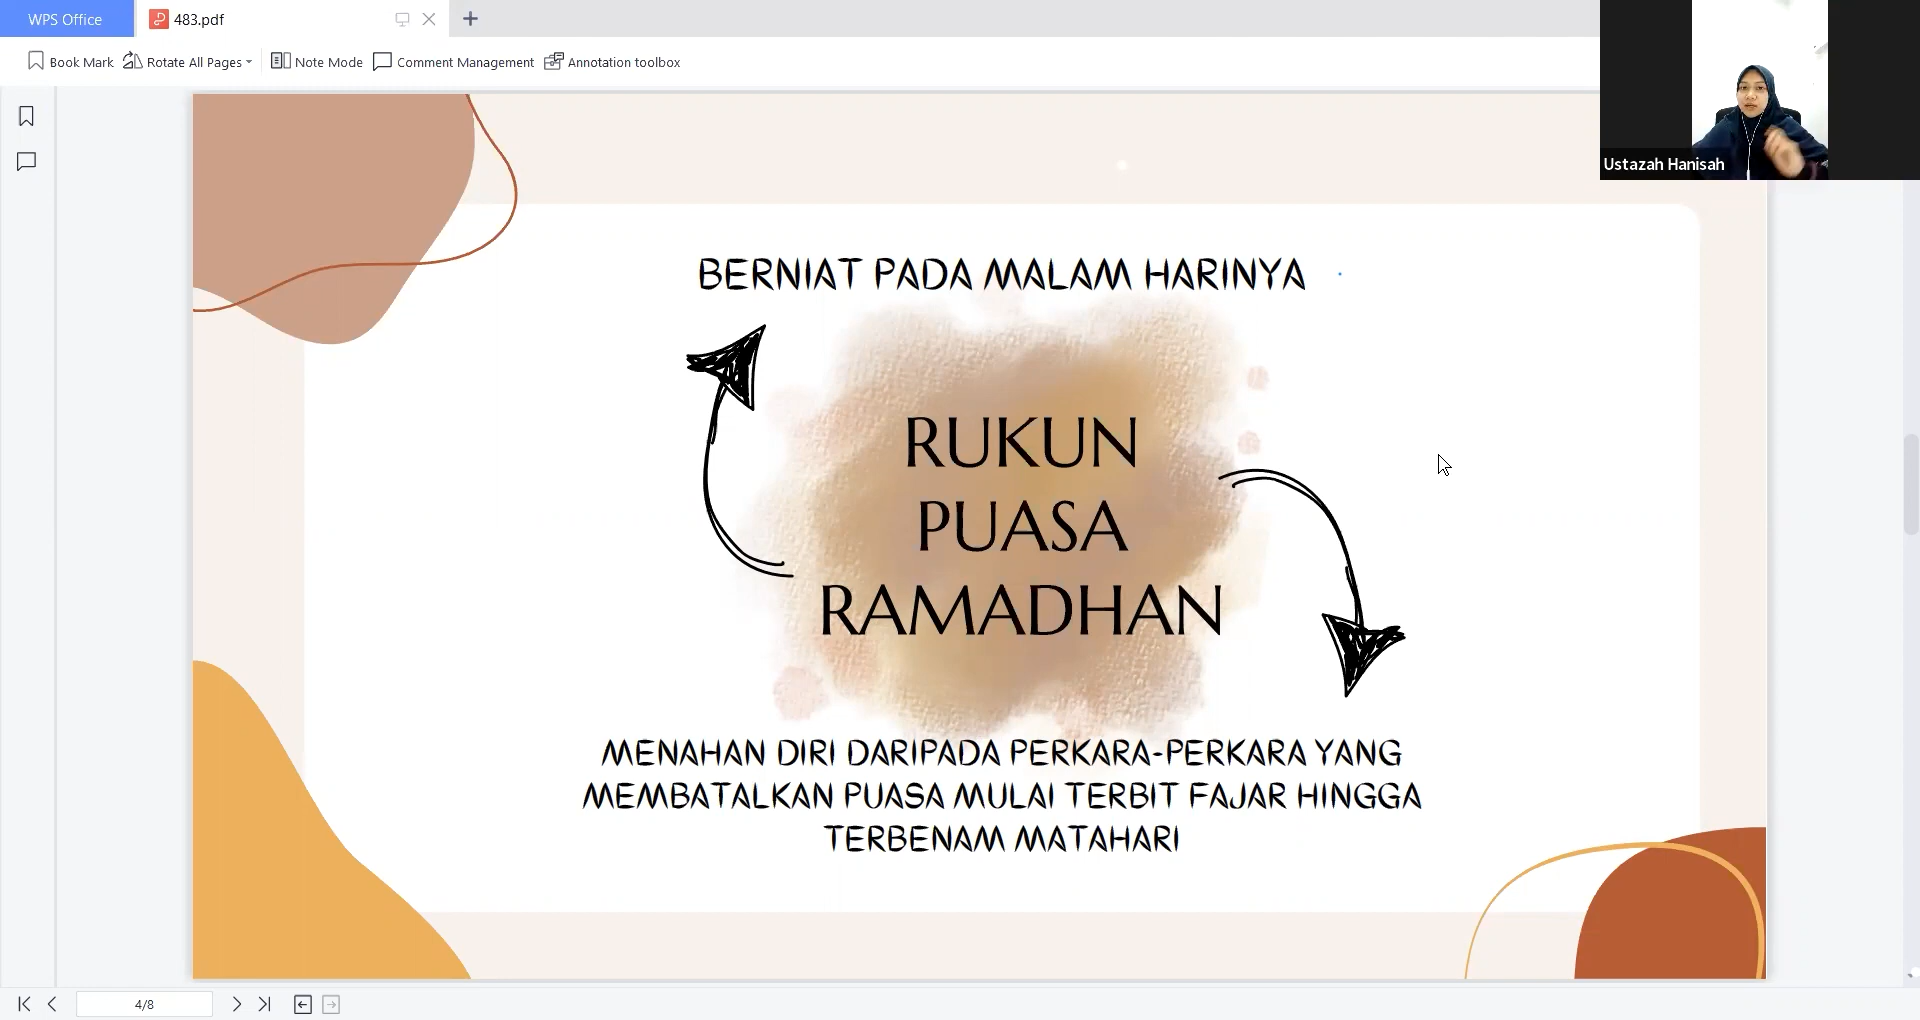 WPS Office
483.pdf
Book Mark
Rotate All Pages
Note Mode
Comment Management
Annotation toolbox
Ustazah Hanisah
BERNIAT PADA MALAM HARINYA
RUKUN
PUASA
RAMADHAN
MENAHAN DIRI DARIPADA PERKARA-PERKARA YANG
MEMBATALKAN PUASA MULAI TERBIT FAJAR HINGGA
TERBENAM MATAHARI
4/8